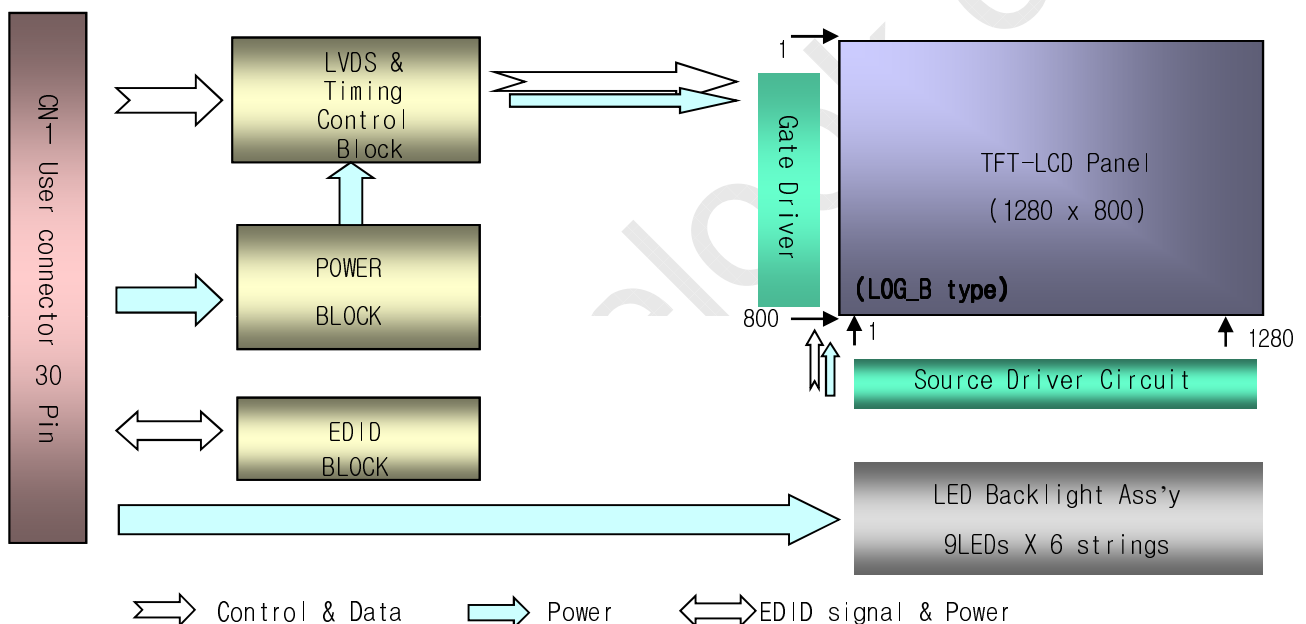 CN1 User connector 30 Pin
LVDS &
Timing
Control
Block
POWER
BLOCK
EDID
BLOCK
1
Gate Driver
800
TFT-LCD Panel
(1280 x 800)
(LOG_B type)
1
1280
Source Driver Circuit
LED Backlight Ass’y
9LEDs X 6 strings
Control & Data
Power
EDID signal & Power